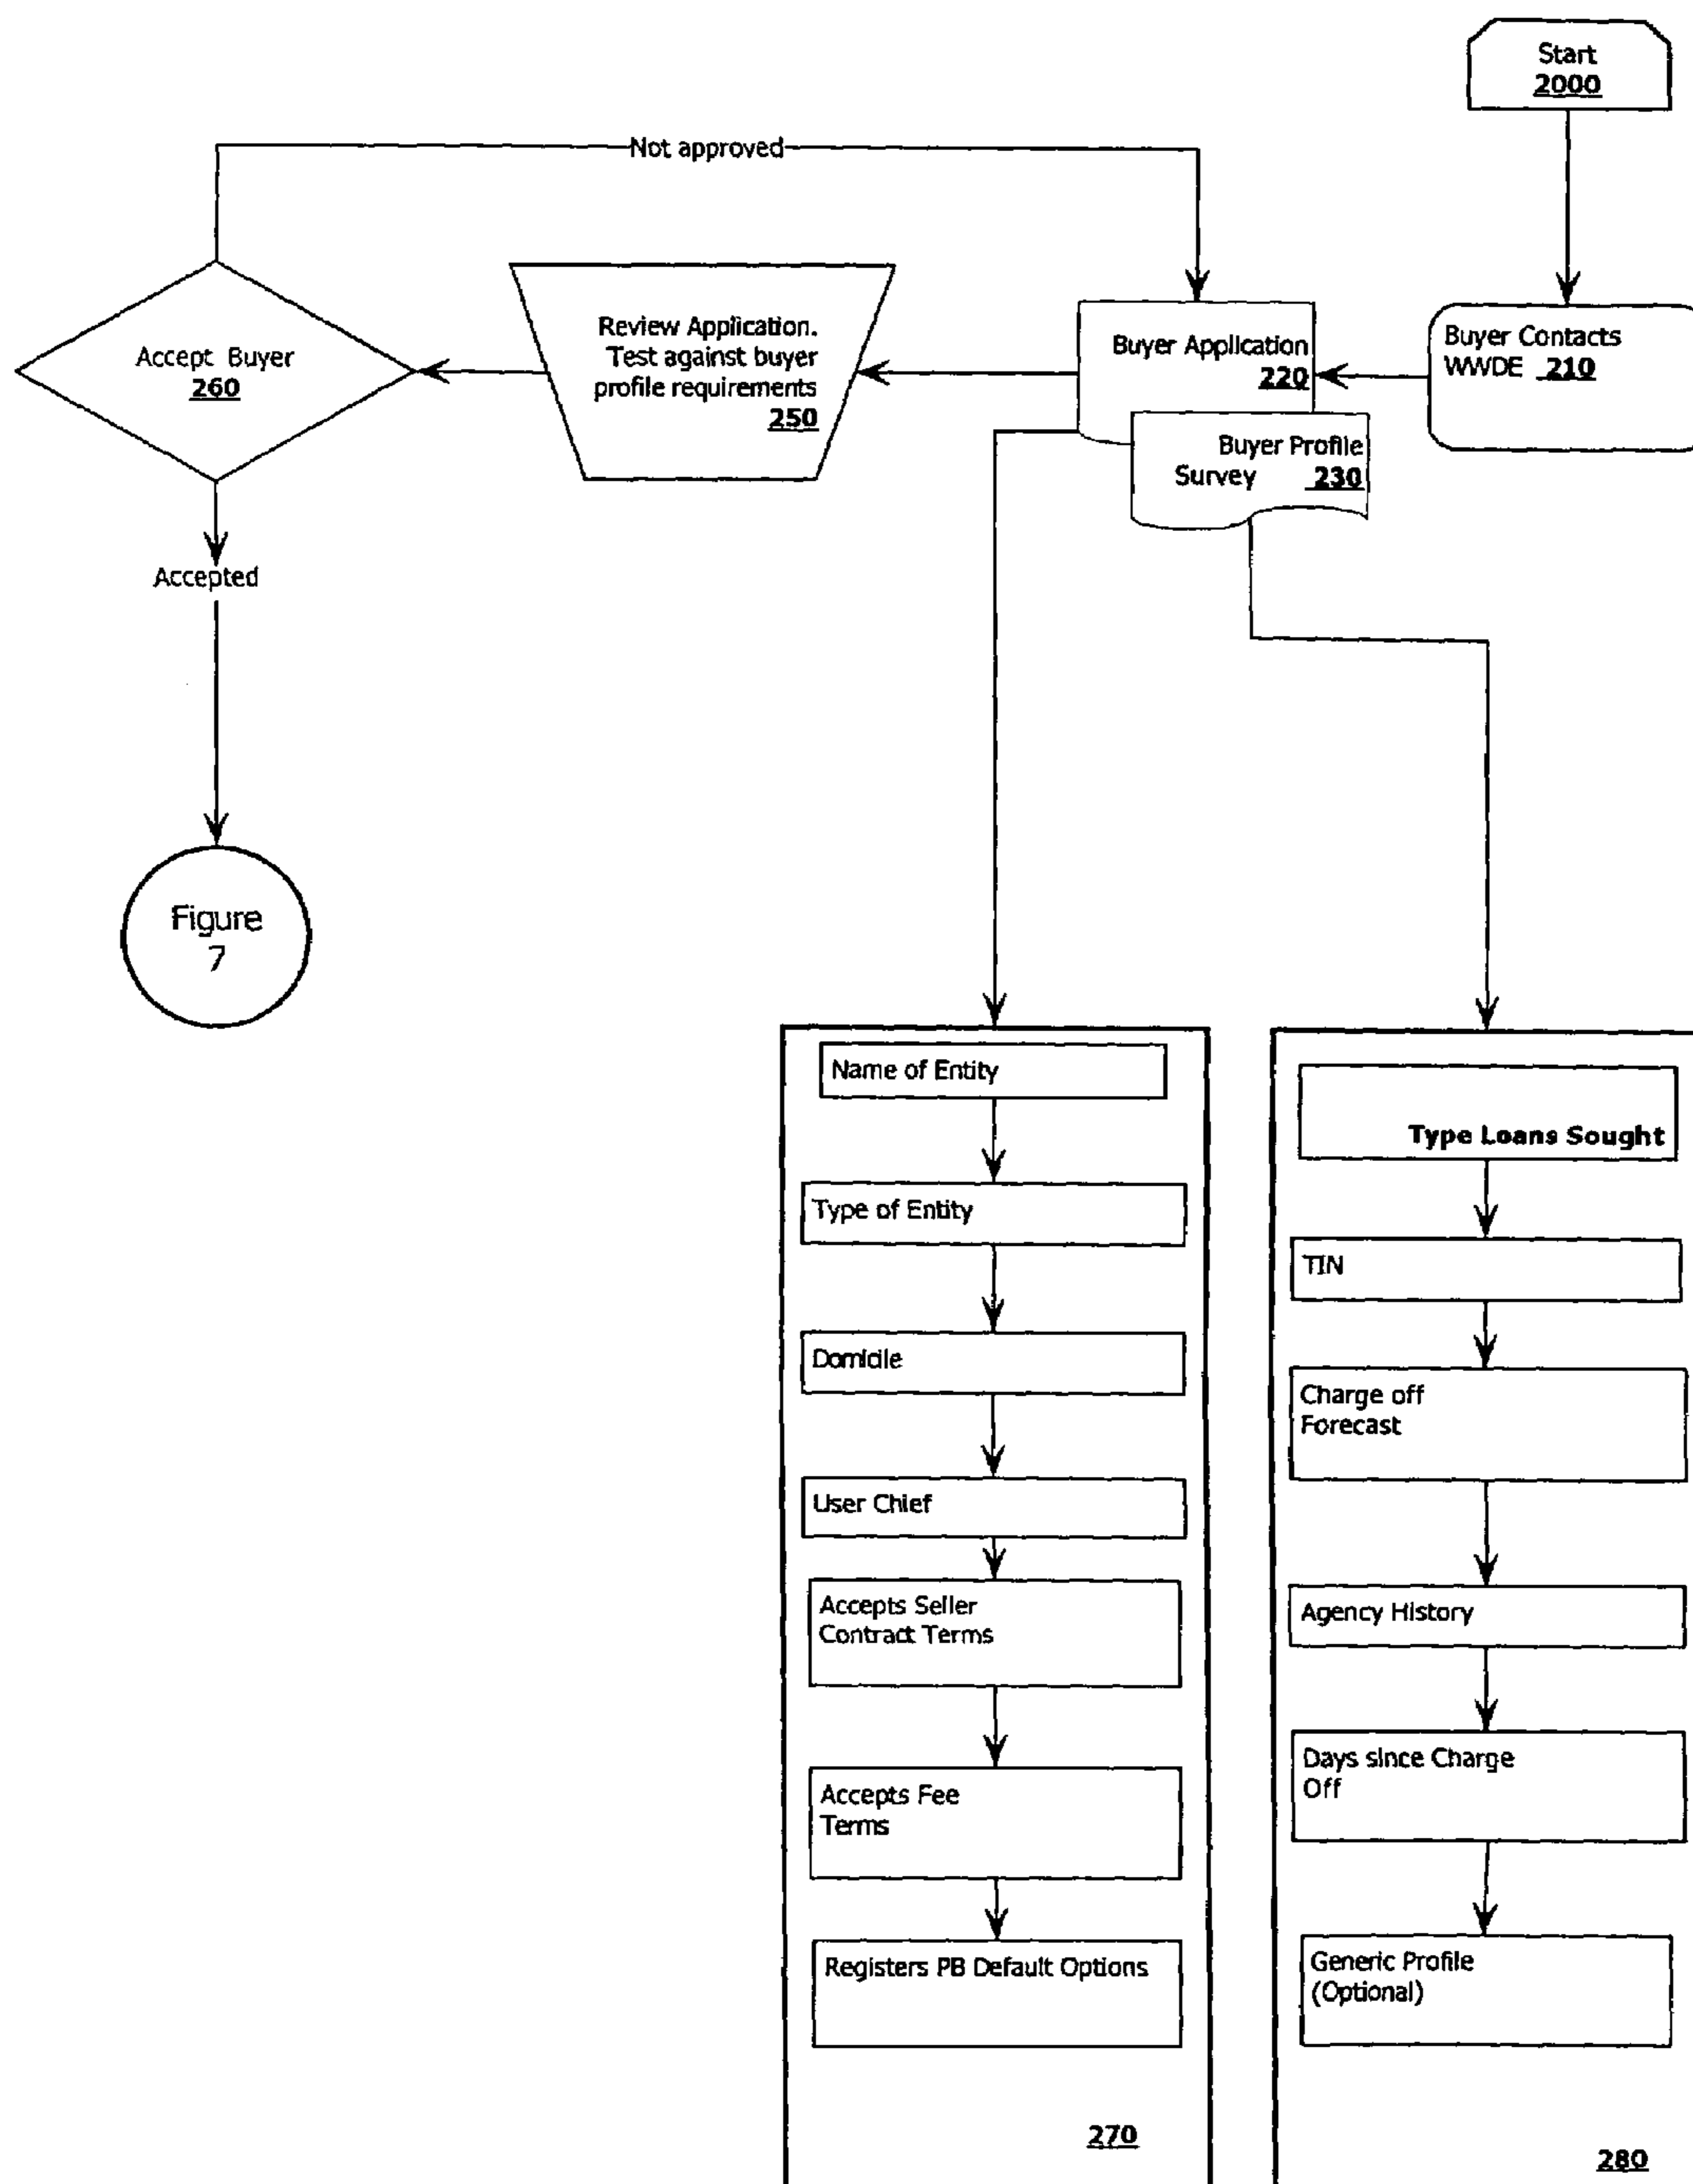 Start
2000
Not approved
Buyer Contacts
WWDE 210
Buyer Application
220
Buyer Profile
Survey 230
Review Application.
Test against buyer
profile requirements
250
Accept Buyer
260
Accepted
Figure
7
Name of Entity
Type of Entity
Domicile
User Chief
Accepts Seller
Contract Terms
Accepts Fee
Terms
Registers PB Default Options
270
Type Loans Sought
TIN
Charge off
Forecast
Agency History
Days since Charge
Off
Generic Profile
(Optional)
280